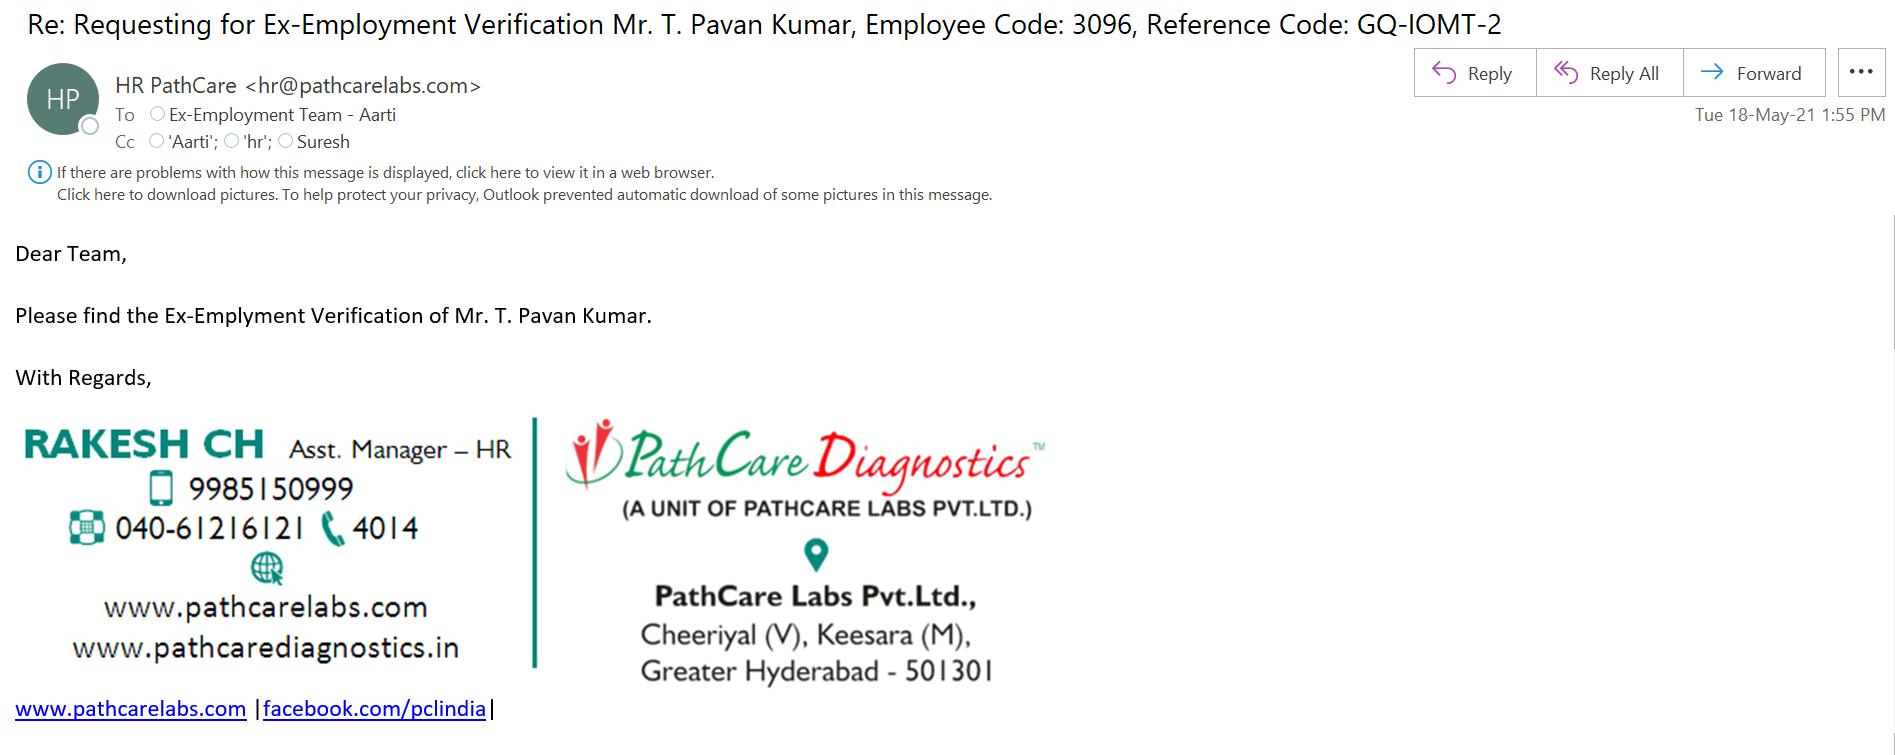 Re: Requesting for Ex-Employment Verification Mr. T. Pavan Kumar, Employee Code: 3096, Reference Code: GQ-IOMT-2
HP
HR PathCare <hr@pathcarelabs.com>
To Ex-Employment Team - Aarti
Cc 'Aarti'; 'hr'; Suresh
Reply Reply All Forward ...
Tue 18-May-21 1:55 PM
If there are problems with how this message is displayed, click here to view it in a web browser.
Click here to download pictures. To help protect your privacy, Outlook prevented automatic download of some pictures in this message.
Dear Team,
Please find the Ex-Emplyment Verification of Mr. T. Pavan Kumar.
With Regards,
RAKESH CH Asst. Manager – HR
9985150999
040-61216121 4014
www.pathcarelabs.com
www.pathcarediagnostics.in
PathCare Diagnostics™
(A UNIT OF PATHCARE LABS PVT.LTD.)
PathCare Labs Pvt.Ltd.,
Cheeriyal (V), Keesara (M),
Greater Hyderabad - 501301
www.pathcarelabs.com |facebook.com/pclindia|